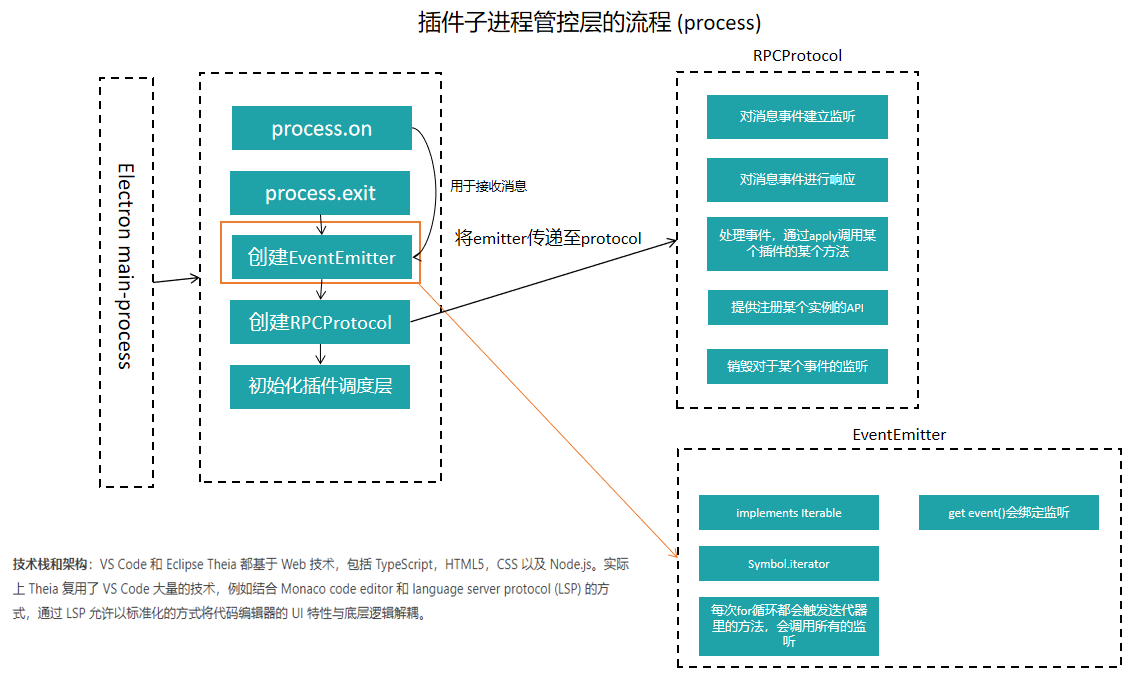 插件子进程管控层的流程 (process)
Electron main-process
process.on
process.exit
创建EventEmitter
创建RPCProtocol
初始化插件调度层
用于接收消息
将emitter传递至protocol
RPCProtocol
对消息事件建立监听
对消息事件进行响应
处理事件，通过apply调用某
个插件的某个方法
提供注册某个实例的API
销毁对于某个事件的监听
EventEmitter
implements Iterable
get event()会绑定监听
Symbol.iterator
每次for循环都会触发迭代器
里的方法，会调用所有的监
听
技术栈和架构：VS Code 和 Eclipse Theia 都基于 Web 技术，包括 TypeScript，HTML5，CSS 以及 Node.js。实际
上 Theia 复用了 VS Code 大量的技术，例如结合 Monaco code editor 和 language server protocol (LSP) 的方
式，通过 LSP 允许以标准化的方式将代码编辑器的 UI 特性与底层逻辑解耦。